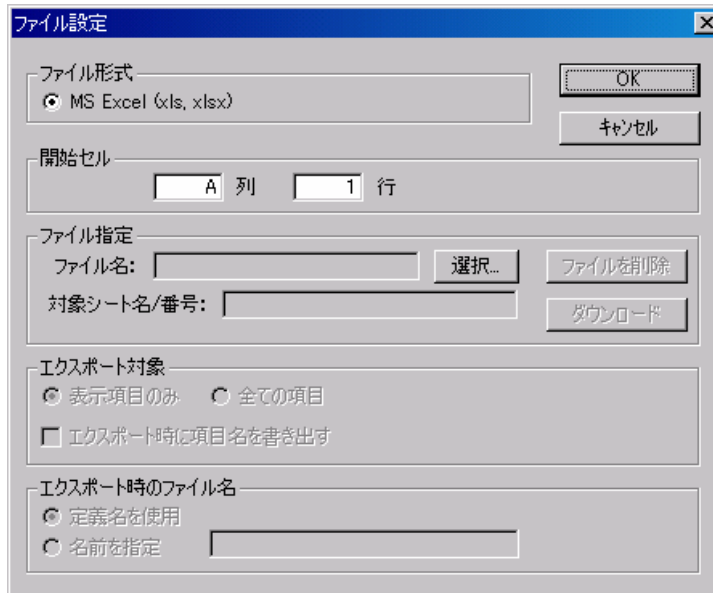 ファイル設定
ファイル形式
MS Excel (xls, xlsx)
OK
キャンセル
開始セル
A 列 1 行
ファイル指定
ファイル名: 選択... ファイルを削除
対象シート名/番号:
ダウンロード
エクスポート対象
表示項目のみ 全ての項目
エクスポート時に項目名を書き出す
エクスポート時のファイル名
定義名を使用
名前を指定